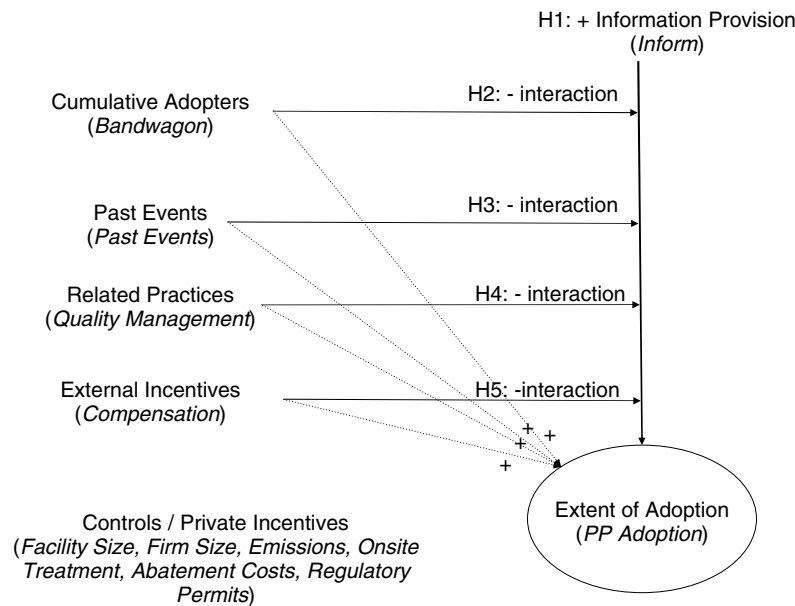 H1: + Information Provision
(Inform)
Cumulative Adopters
(Bandwagon)
H2: - interaction
Past Events
(Past Events)
H3: - interaction
Related Practices
(Quality Management)
H4: - interaction
External Incentives
(Compensation)
H5: -interaction
+ +
+
+
Extent of Adoption
(PP Adoption)
Controls / Private Incentives
(Facility Size, Firm Size, Emissions, Onsite
Treatment, Abatement Costs, Regulatory
Permits)